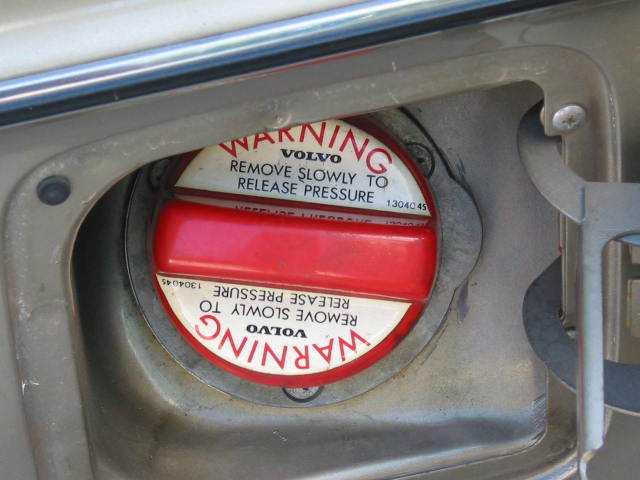 WARNING
VOLVO
REMOVE SLOWLY TO
RELEASE PRESSURE
1304045
1304045
RELEASE PRESSURE
REMOVE SLOWLY TO
VOLVO
WARNING